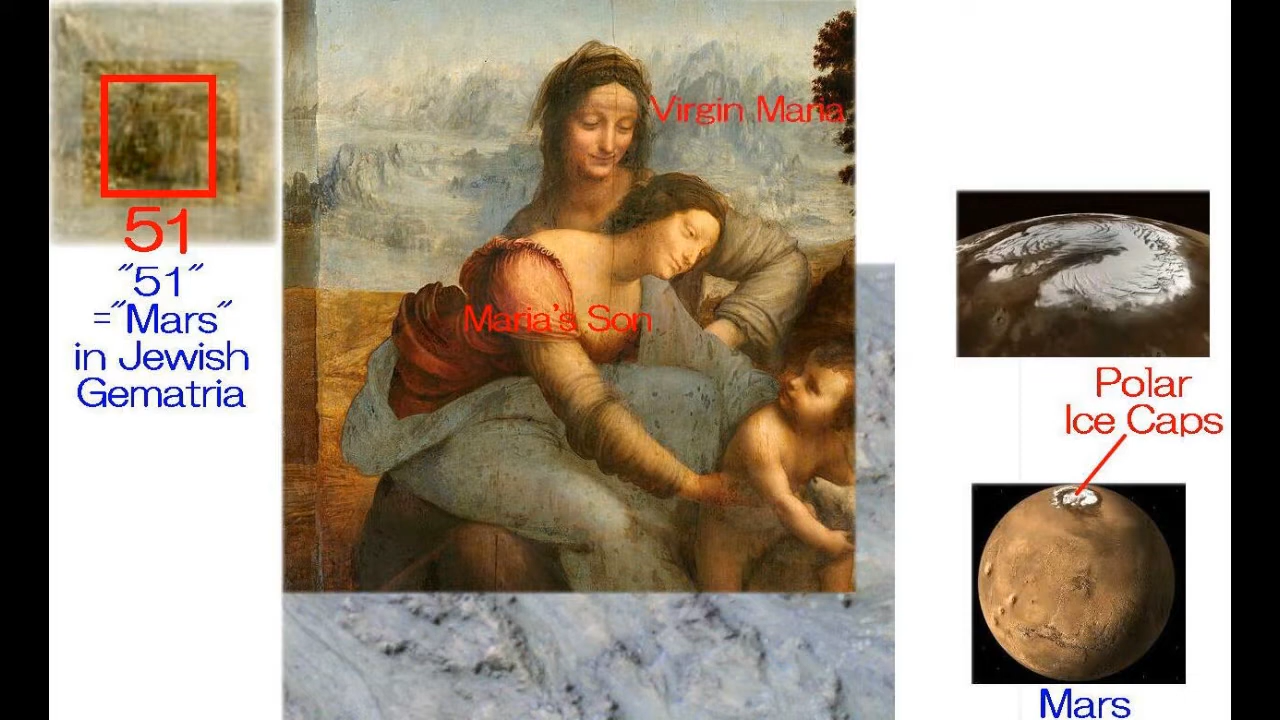 51
"51"
="Mars"
in Jewish
Gematria
Virgin Maria
Maria's Son
Polar
Ice Caps
Mars